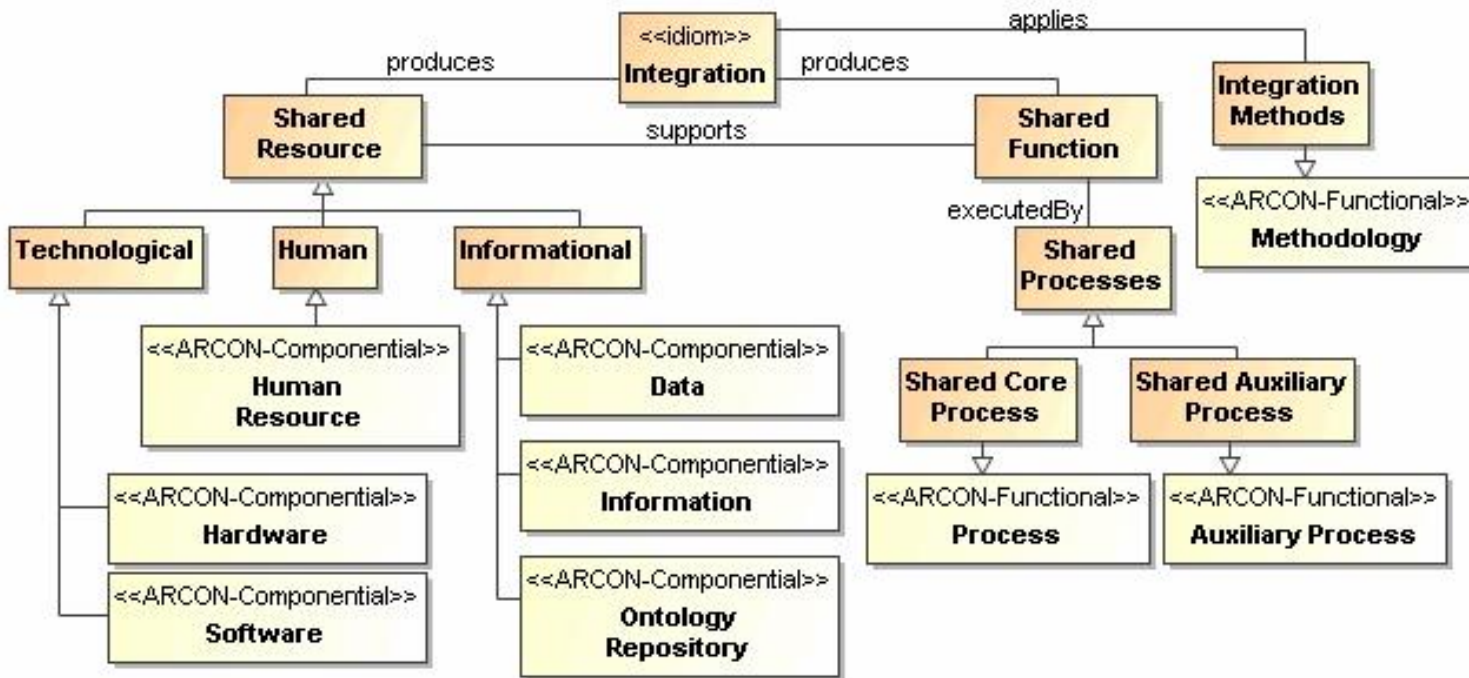 applies
<<idiom>>
Integration
produces
produces
Shared
Resource
supports
Shared
Function
Integration
Methods
executedBy
<<ARCON-Functional>>
Methodology
Technological
Human
Informational
Shared
Processes
<<ARCON-Componential>>
Human
Resource
<<ARCON-Componential>>
Data
Shared Core
Process
Shared Auxiliary
Process
<<ARCON-Componential>>
Information
<<ARCON-Componential>>
Hardware
<<ARCON-Functional>>
Process
<<ARCON-Functional>>
Auxiliary Process
<<ARCON-Componential>>
Software
<<ARCON-Componential>>
Ontology
Repository